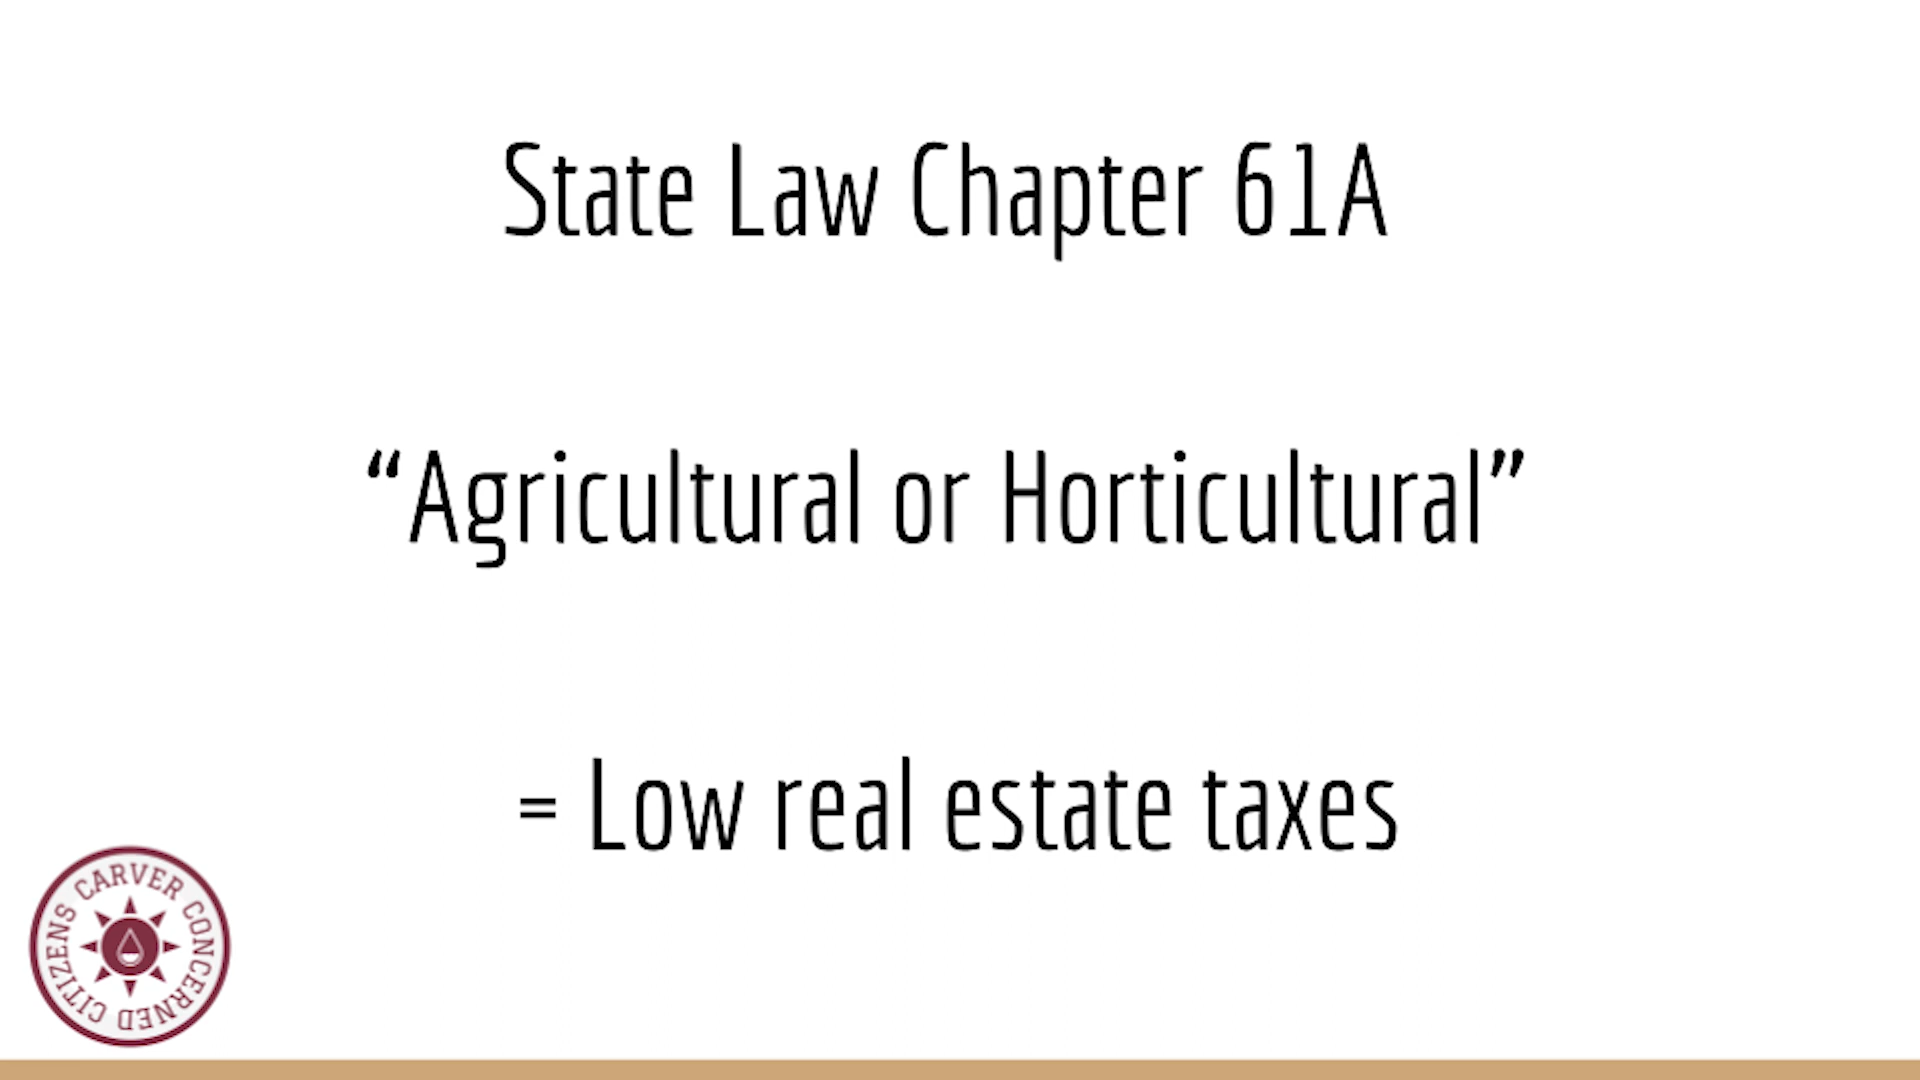 State Law Chapter 61A
“Agricultural or Horticultural”
= Low real estate taxes
CARVER CONCERNED CITIZENS